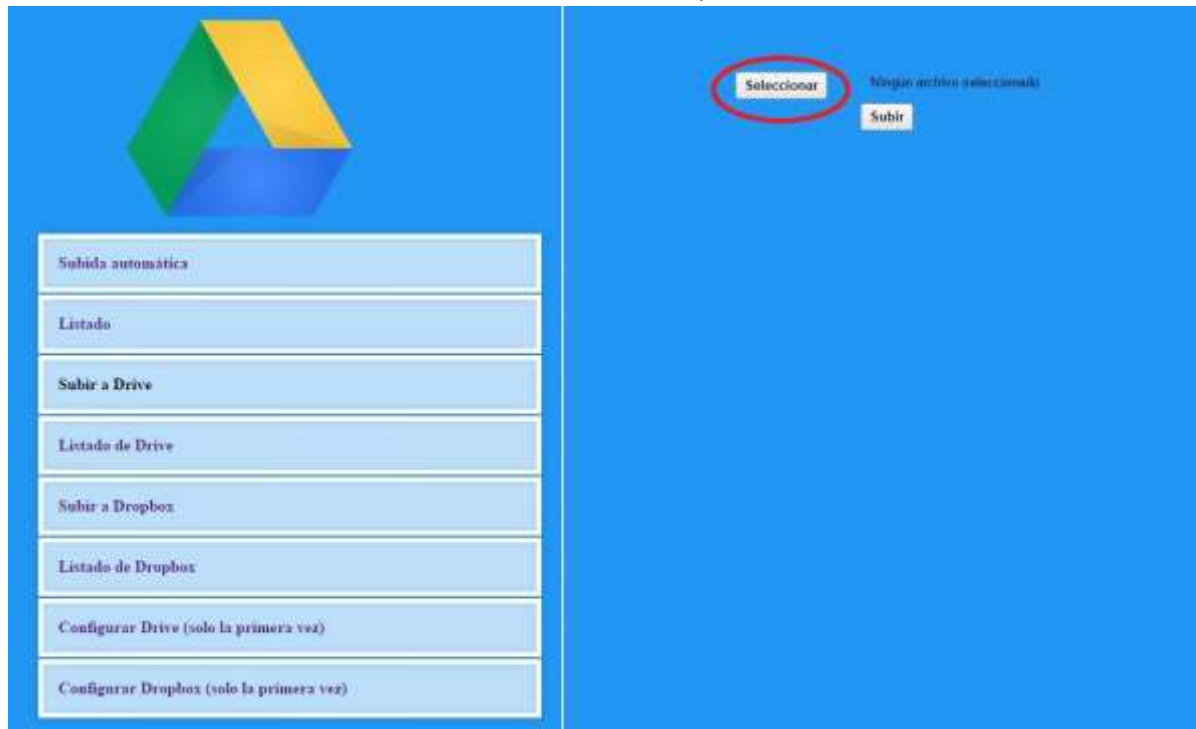 Subida automática
Listado
Subir a Drive
Listado de Drive
Subir a Dropbox
Listado de Dropbox
Configurar Drive (solo la primera vez)
Configurar Dropbox (solo la primera vez)
Seleccionar
Ningún archivo seleccionado
Subir